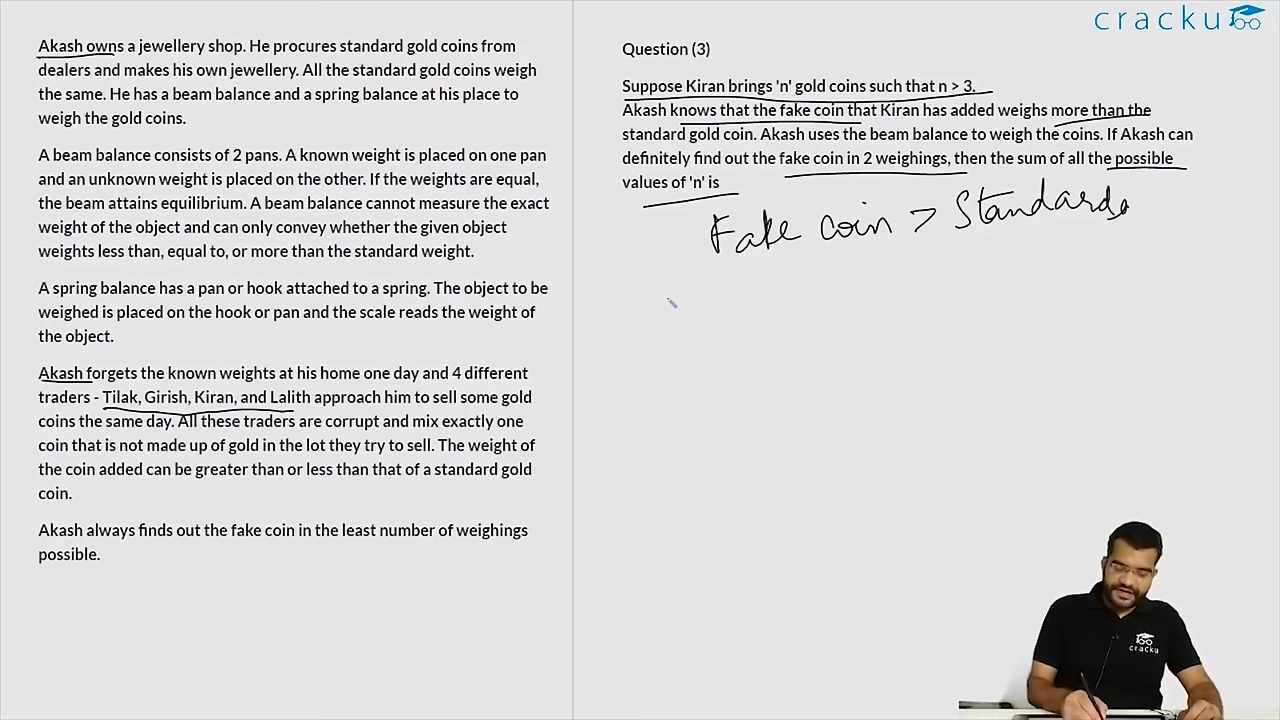 cracku
Akash owns a jewellery shop. He procures standard gold coins from
dealers and makes his own jewellery. All the standard gold coins weigh
the same. He has a beam balance and a spring balance at his place to
weigh the gold coins.
A beam balance consists of 2 pans. A known weight is placed on one pan
and an unknown weight is placed on the other. If the weights are equal,
the beam attains equilibrium. A beam balance cannot measure the exact
weight of the object and can only convey whether the given object
weights less than, equal to, or more than the standard weight.
A spring balance has a pan or hook attached to a spring. The object to be
weighed is placed on the hook or pan and the scale reads the weight of
the object.
Akash forgets the known weights at his home one day and 4 different
traders - Tilak, Girish, Kiran, and Lalith approach him to sell some gold
coins the same day. All these traders are corrupt and mix exactly one
coin that is not made up of gold in the lot they try to sell. The weight of
the coin added can be greater than or less than that of a standard gold
coin.
Akash always finds out the fake coin in the least number of weighings
possible.
Question (3)
Suppose Kiran brings 'n' gold coins such that n > 3.
Akash knows that the fake coin that Kiran has added weighs more than the
standard gold coin. Akash uses the beam balance to weigh the coins. If Akash can
definitely find out the fake coin in 2 weighings, then the sum of all the possible
values of 'n' is
Fake coin > Standards
cracku